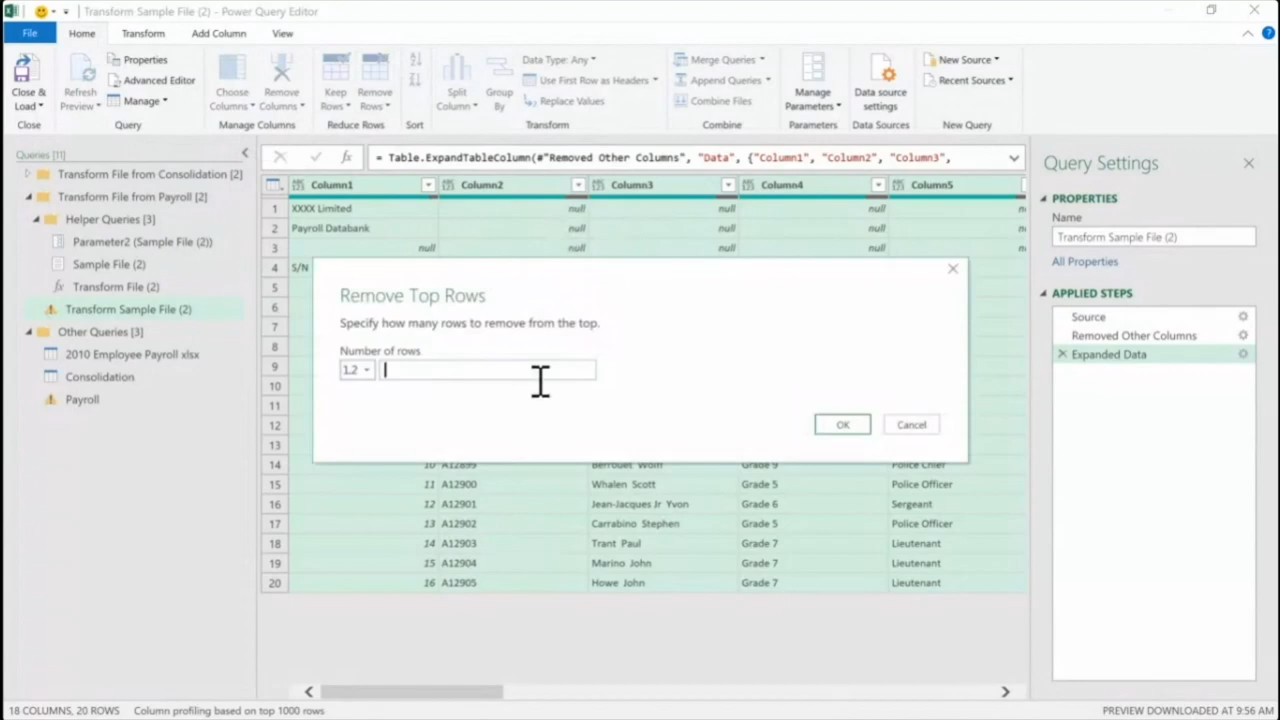 Transform Sample File (2) - Power Query Editor
File Home Transform Add Column View
Close & Load
Refresh Preview
Properties
Advanced Editor
Manage
Choose Columns
Remove Columns
Keep Rows
Remove Rows
Split Column
Group By
Data Type: Any
Use First Row as Headers
Replace Values
Merge Queries
Append Queries
Combine Files
Manage Parameters
Data source settings
New Source
Recent Sources
Close Query Manage Columns Reduce Rows Sort Transform Combine Parameters Data Sources New Query
Queries [11]
Transform File from Consolidation [2]
Transform File from Payroll [2]
Helper Queries [3]
Parameter2 (Sample File (2))
Sample File (2)
fx Transform File (2)
Transform Sample File (2)
Other Queries [3]
2010 Employee Payroll xlsx
Consolidation
Payroll
fx = Table.ExpandTableColumn(#"Removed Other Columns", "Data", {"Column1", "Column2", "Column3",
Column1 Column2 Column3 Column4 Column5
1 XXXX Limited null null null n
2 Payroll Databank null null null n
3 null null null null n
4 S/N
5
6
7
8
9
10
11
12
13
14 10 A12899 Berrouet Wolff Grade 9 Police Chief
15 11 A12900 Whalen Scott Grade 5 Police Officer
16 12 A12901 Jean-Jacques Jr Yvon Grade 6 Sergeant
17 13 A12902 Carrabino Stephen Grade 5 Police Officer
18 14 A12903 Trant Paul Grade 7 Lieutenant
19 15 A12904 Marino John Grade 7 Lieutenant
20 16 A12905 Howe John Grade 7 Lieutenant
Remove Top Rows
Specify how many rows to remove from the top.
Number of rows
1.2
OK Cancel
Query Settings
PROPERTIES
Name
Transform Sample File (2)
All Properties
APPLIED STEPS
Source
Removed Other Columns
Expanded Data
18 COLUMNS, 20 ROWS Column profiling based on top 1000 rows PREVIEW DOWNLOADED AT 9:56 AM